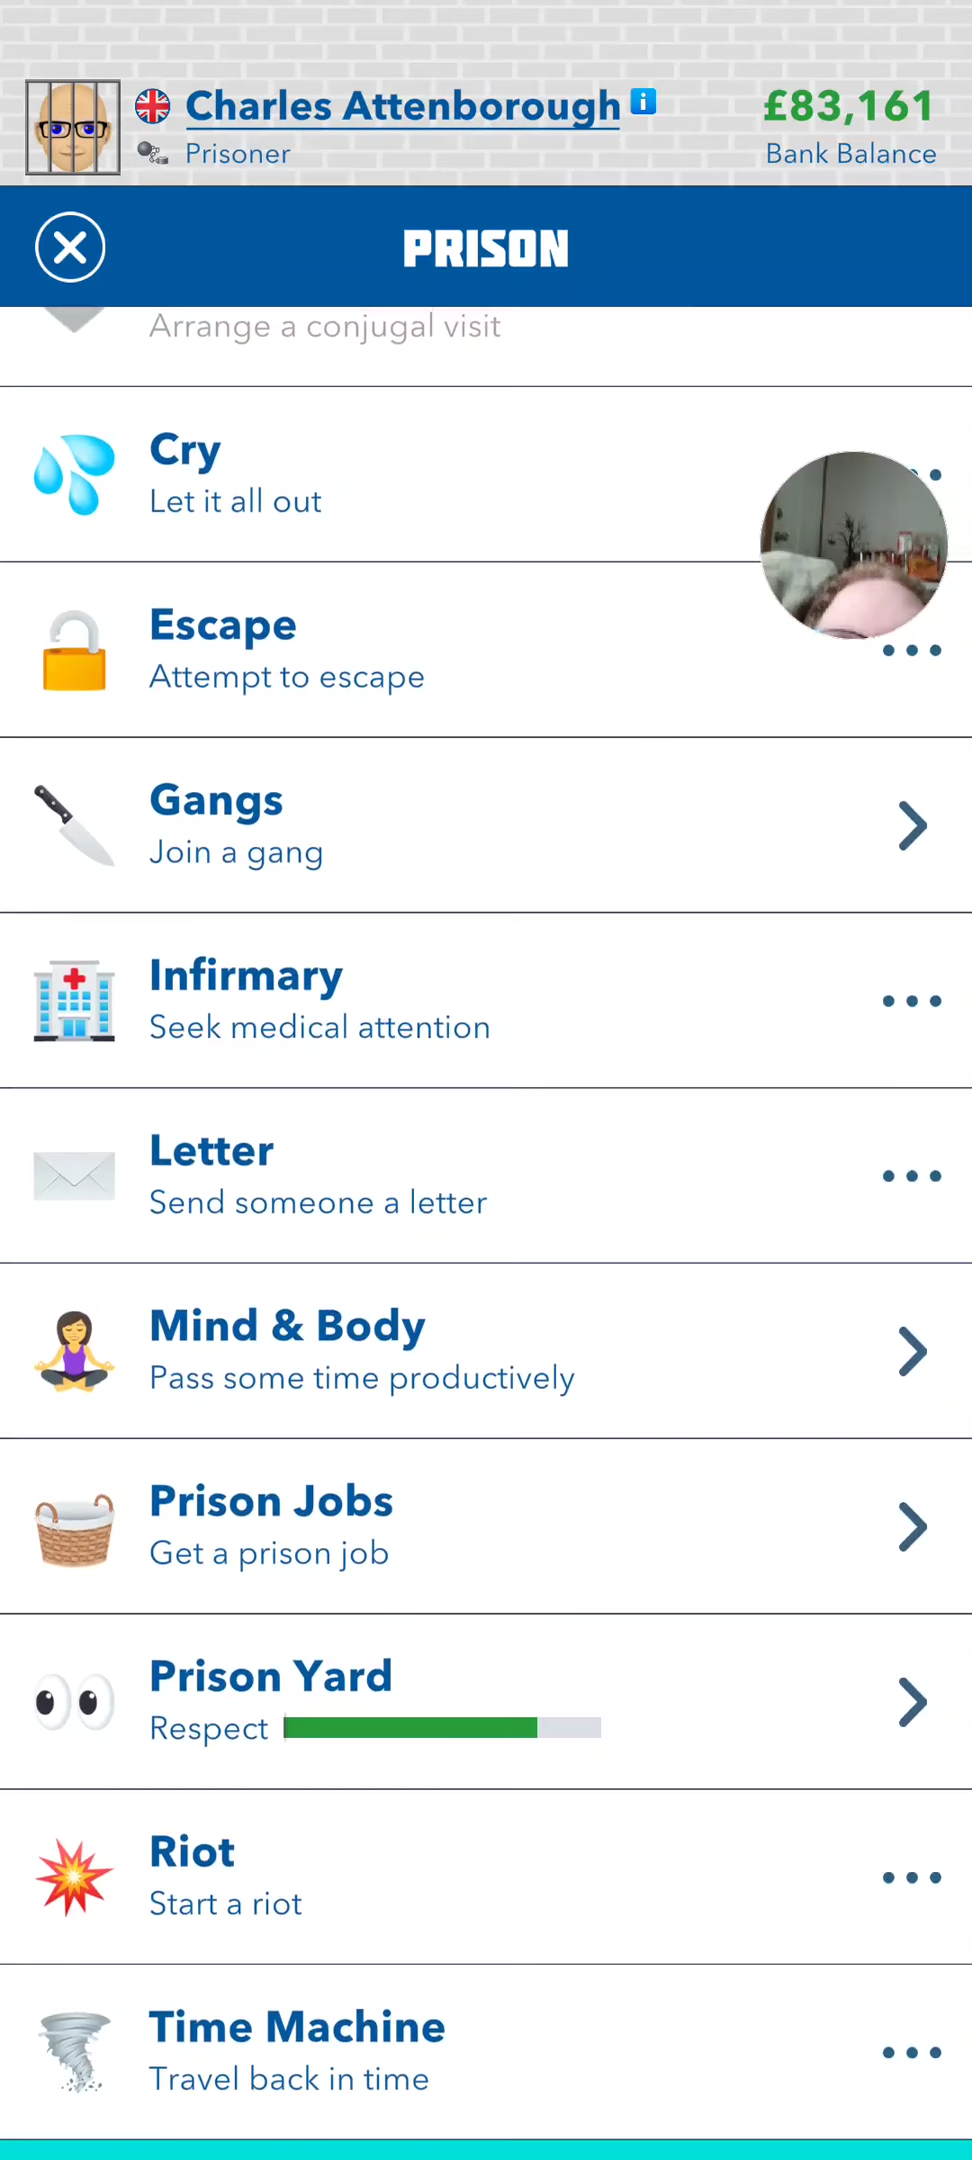 Charles Attenborough i
£83,161
Prisoner
Bank Balance
PRISON
Arrange a conjugal visit
Cry
Let it all out
Escape
Attempt to escape
Gangs
Join a gang
Infirmary
Seek medical attention
Letter
Send someone a letter
Mind & Body
Pass some time productively
Prison Jobs
Get a prison job
Prison Yard
Respect
Riot
Start a riot
Time Machine
Travel back in time